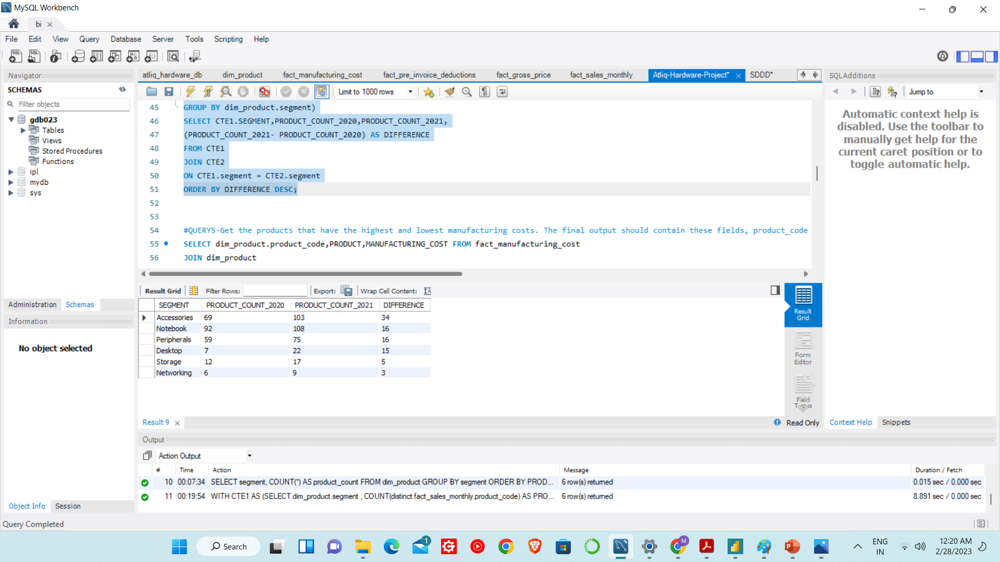 MySQL Workbench
bi
File Edit View Query Database Server Tools Scripting Help
Navigator
SCHEMAS
Filter objects
gdb023
Tables
Views
Stored Procedures
Functions
ipl
mydb
sys
Administration Schemas
Information
No object selected
Object Info Session
Query Completed
atliq_hardware_db dim_product fact_manufacturing_cost fact_pre_invoice_deductions fact_gross_price fact_sales_monthly Atliq-Hardware-Project* SDDD*
Limit to 1000 rows
45 GROUP BY dim_product.segment)
46 SELECT CTE1.SEGMENT,PRODUCT_COUNT_2020,PRODUCT_COUNT_2021,
47 (PRODUCT_COUNT_2021- PRODUCT_COUNT_2020) AS DIFFERENCE
48 FROM CTE1
49 JOIN CTE2
50 ON CTE1.segment = CTE2.segment
51 ORDER BY DIFFERENCE DESC;
52
53
54 #QUERY5-Get the products that have the highest and lowest manufacturing costs. The final output should contain these fields, product_code
55 SELECT dim_product.product_code,PRODUCT,MANUFACTURING_COST FROM fact_manufacturing_cost
56 JOIN dim_product
Result Grid Filter Rows: Export: Wrap Cell Content:
SEGMENT PRODUCT_COUNT_2020 PRODUCT_COUNT_2021 DIFFERENCE
Accessories 69 103 34
Notebook 92 108 16
Peripherals 59 75 16
Desktop 7 22 15
Storage 12 17 5
Networking 6 9 3
Result
Grid
Form
Editor
Field
Types
Result 9
Read Only
SQLAdditions
Jump to
Automatic context help is
disabled. Use the toolbar to
manually get help for the
current caret position or to
toggle automatic help.
Context Help Snippets
Output
Action Output
# Time Action Message Duration / Fetch
10 00:07:34 SELECT segment, COUNT(*) AS product_count FROM dim_product GROUP BY segment ORDER BY PROD... 6 row(s) returned 0.015 sec / 0.000 sec
11 00:19:54 WITH CTE1 AS (SELECT dim_product.segment , COUNT(distinct fact_sales_monthly.product_code) AS PRO... 6 row(s) returned 8.891 sec / 0.000 sec
Search
1
M
ENG
IN
12:20 AM
2/28/2023